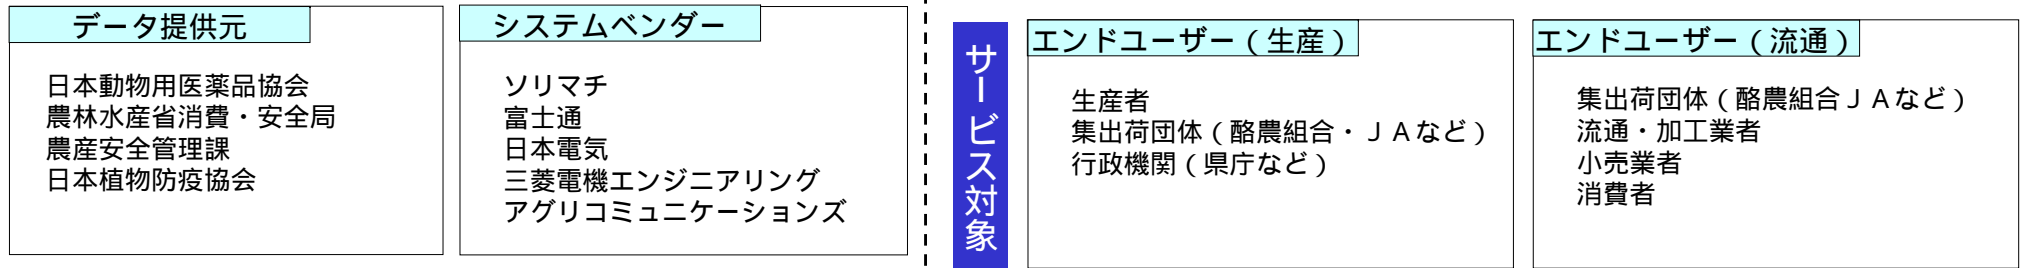 データ提供元
日本動物用医薬品協会
農林水産省消費・安全局
農産安全管理課
日本植物防疫協会
システムベンダー
ソリマチ
富士通
日本電気
三菱電機エンジニアリング
アグリコミュニケーションズ
サービス対象
エンドユーザー（生産）
生産者
集出荷団体（酪農組合・ＪＡなど）
行政機関（県庁など）
エンドユーザー（流通）
集出荷団体（酪農組合ＪＡなど）
流通・加工業者
小売業者
消費者